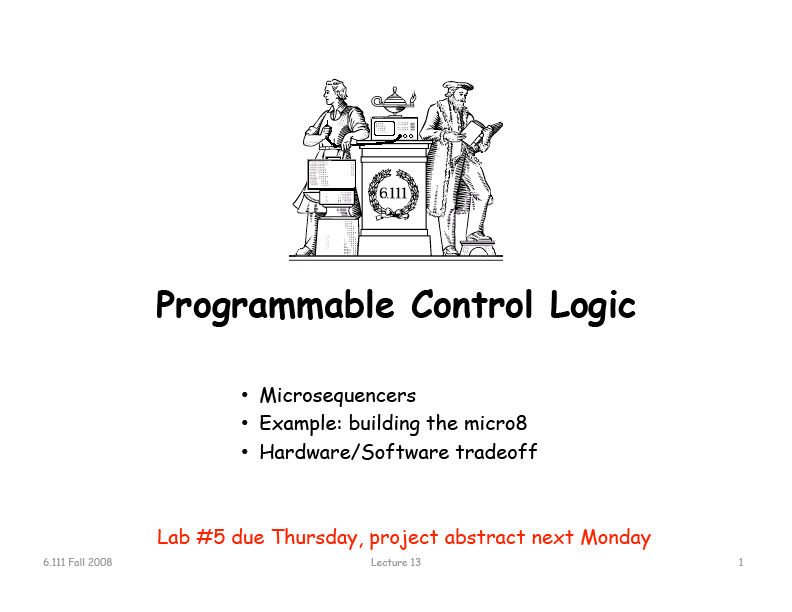 6.111
Programmable Control Logic
• Microsequencers
• Example: building the micro8
• Hardware/Software tradeoff
Lab #5 due Thursday, project abstract next Monday
6.111 Fall 2008
Lecture 13
1